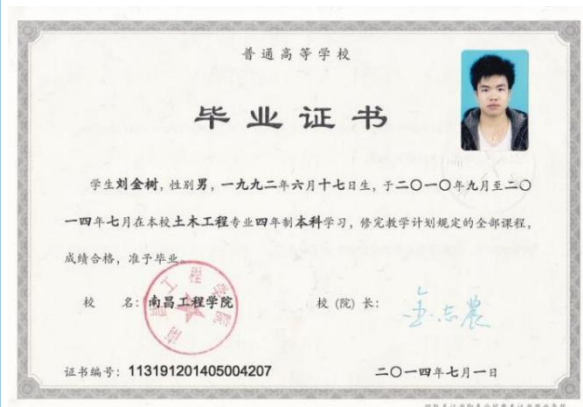 普通高等学校
毕业证书
学生刘金树，性别男，一九九二年六月十七日生，于二〇一〇年九月至二〇
一四年七月在本校土木工程专业四年制本科学习，修完教学计划规定的全部课程，
成绩合格，准予毕业。
校 名：南昌工程学院
校（院）长：
金志农
证书编号：113191201405004207
二〇一四年七月一日